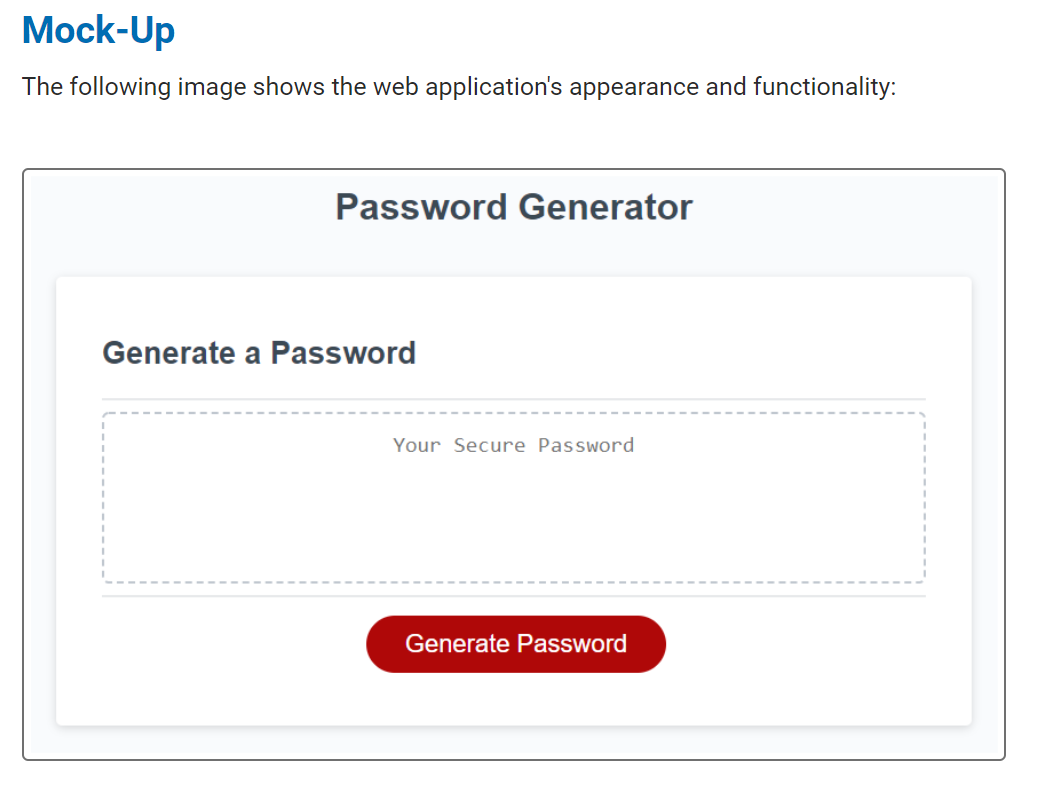 Mock-Up
The following image shows the web application's appearance and functionality:
Password Generator
Generate a Password
Your Secure Password
Generate Password